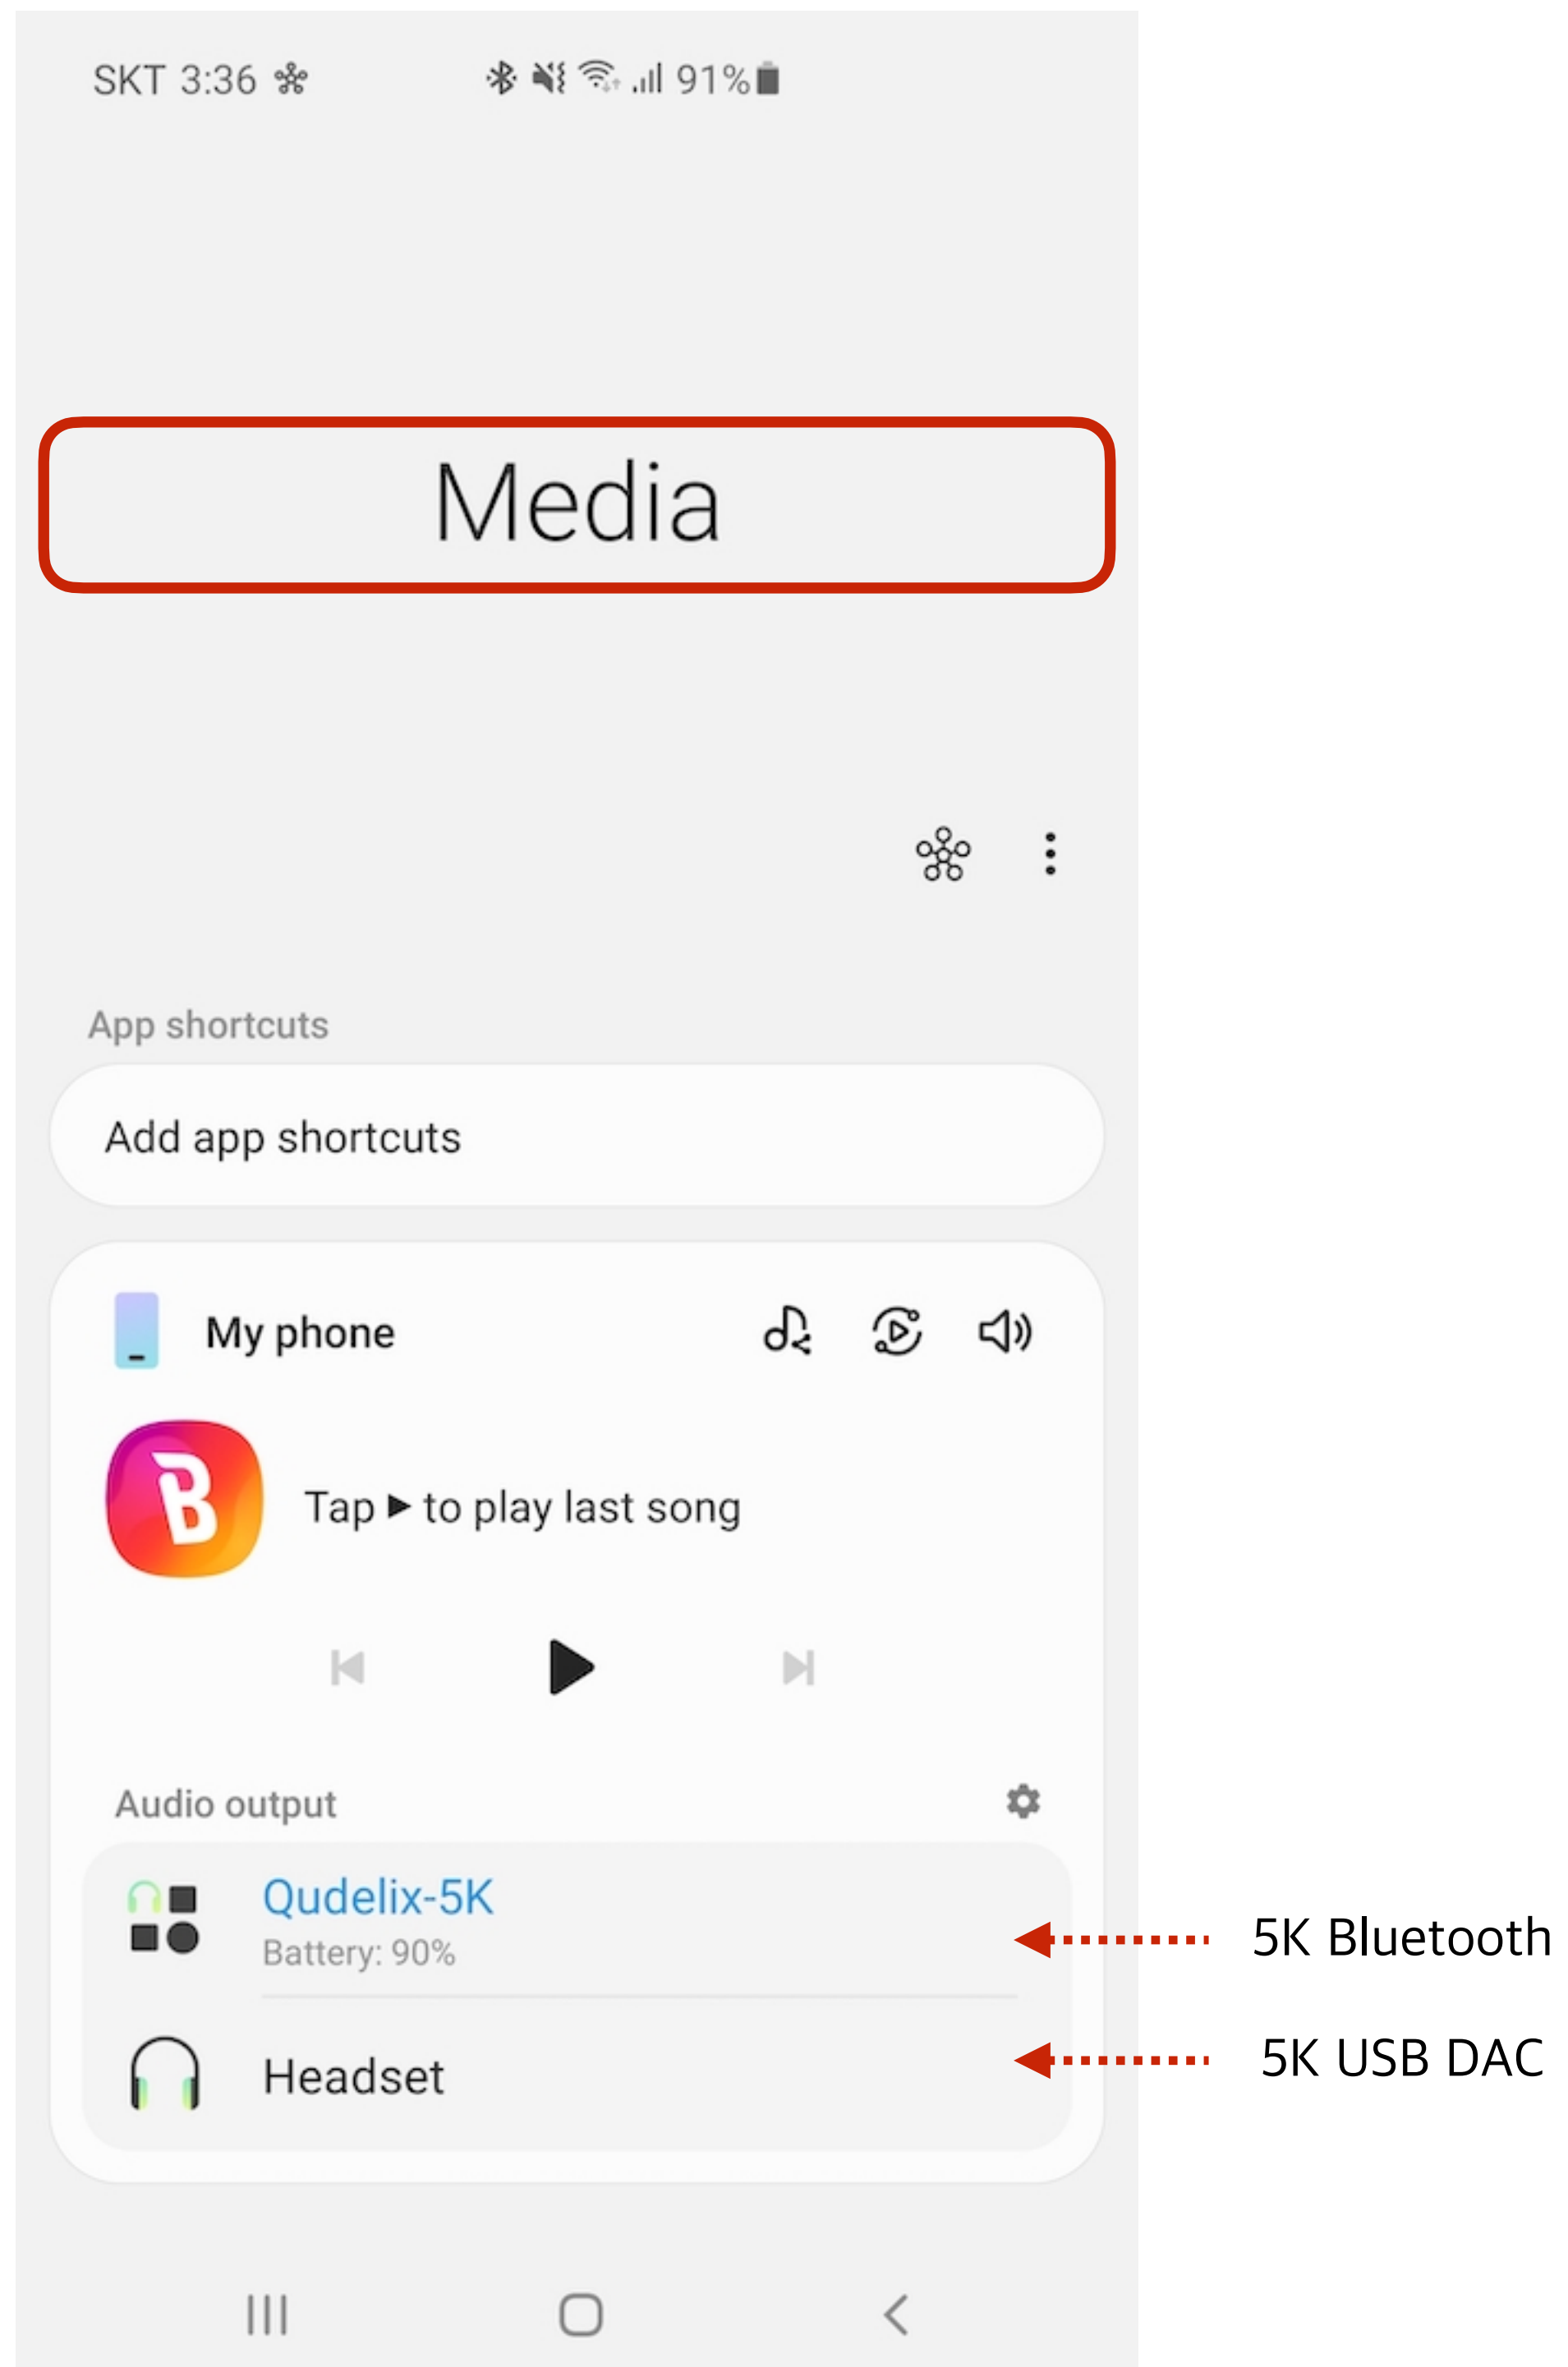 SKT 3:36 91%
Media
App shortcuts
Add app shortcuts
My phone
B
Tap ▶ to play last song
Audio output
Qudelix-5K
Battery: 90%
5K Bluetooth
Headset
5K USB DAC